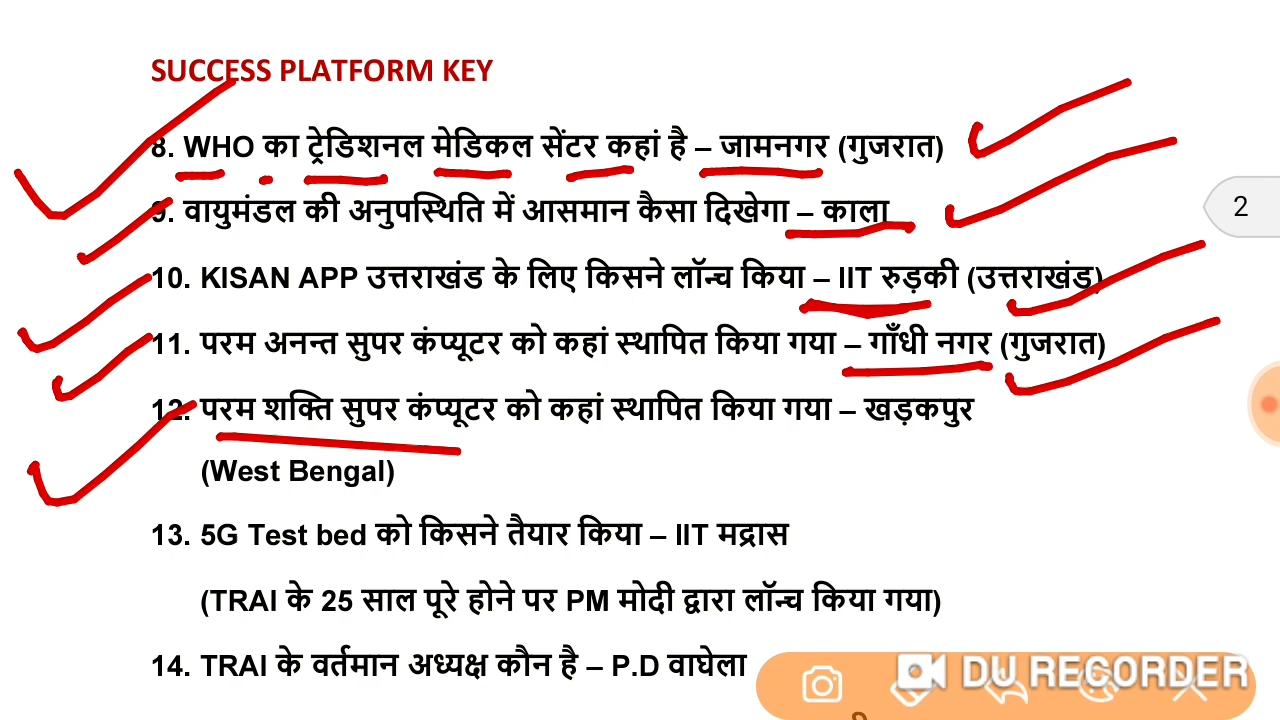 SUCCESS PLATFORM KEY
8. WHO का ट्रेडिशनल मेडिकल सेंटर कहां है – जामनगर (गुजरात)
9. वायुमंडल की अनुपस्थिति में आसमान कैसा दिखेगा – काला
2
10. KISAN APP उत्तराखंड के लिए किसने लॉन्च किया – IIT रुड़की (उत्तराखंड)
11. परम अनन्त सुपर कंप्यूटर को कहां स्थापित किया गया – गाँधी नगर (गुजरात)
12. परम शक्ति सुपर कंप्यूटर को कहां स्थापित किया गया – खड़कपुर
(West Bengal)
13. 5G Test bed को किसने तैयार किया – IIT मद्रास
(TRAI के 25 साल पूरे होने पर PM मोदी द्वारा लॉन्च किया गया)
14. TRAI के वर्तमान अध्यक्ष कौन है – P.D वाघेला
DU RECORDER